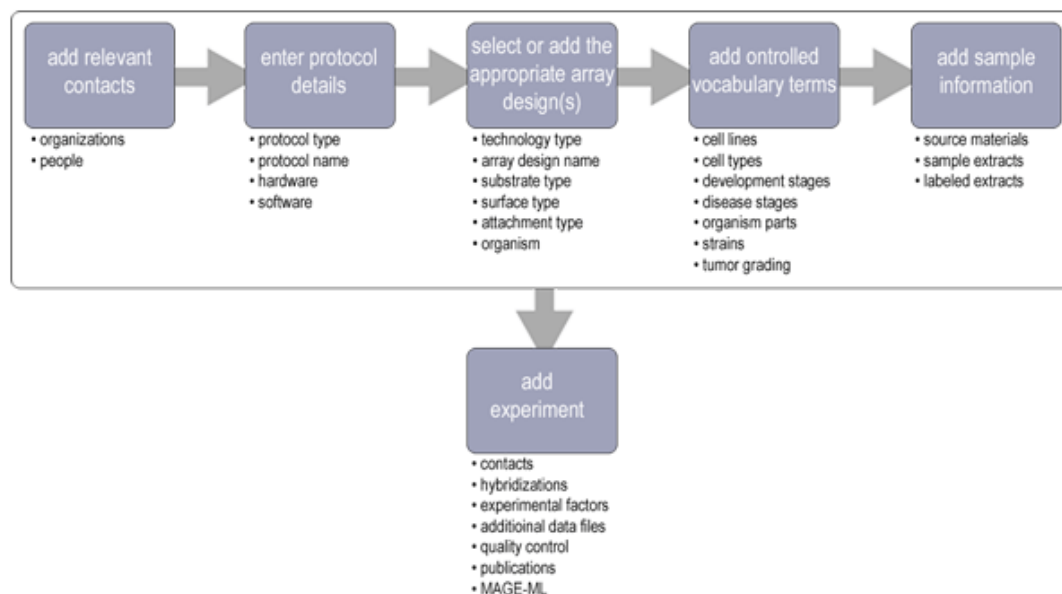 add relevant
contacts
• organizations
• people
enter protocol
details
• protocol type
• protocol name
• hardware
• software
select or add the
appropriate array
design(s)
• technology type
• array design name
• substrate type
• surface type
• attachment type
• organism
add ontrolled
vocabulary terms
• cell lines
• cell types
• development stages
• disease stages
• organism parts
• strains
• tumor grading
add sample
information
• source materials
• sample extracts
• labeled extracts
add
experiment
• contacts
• hybridizations
• experimental factors
• additioinal data files
• quality control
• publications
• MAGE-ML